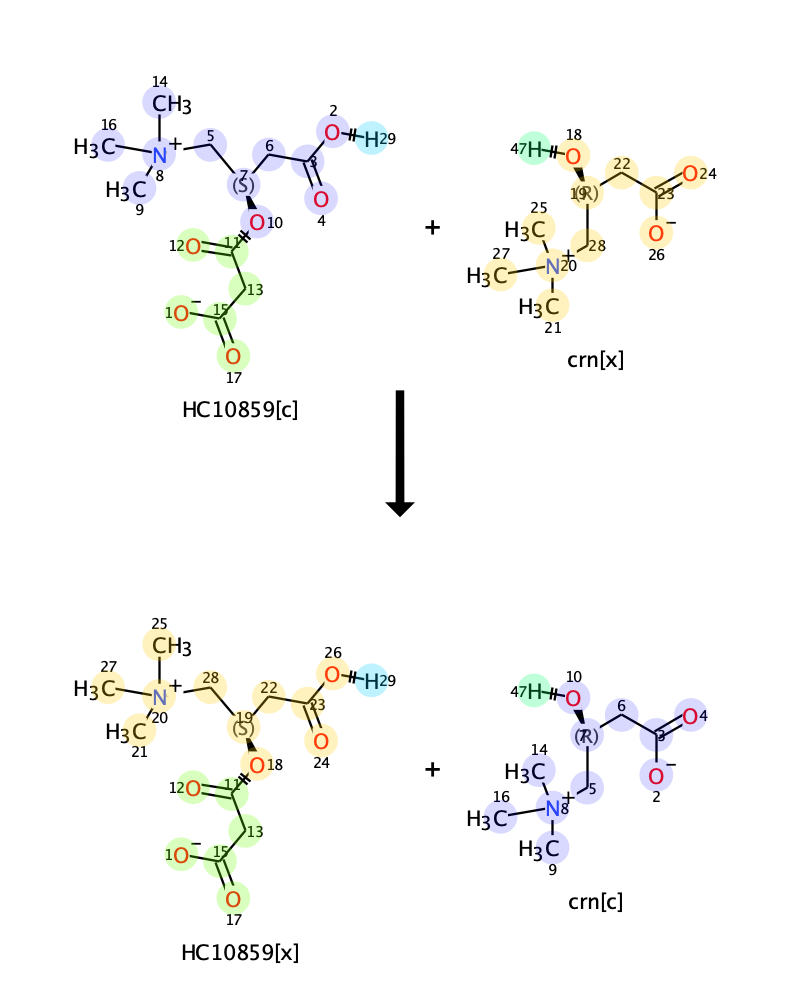 14
CH3
16
H3C
N
+
8
5
6
2
O
H29
3
7
(S)
O
4
H3C
9
O
10
12
O
11
13
1
O
−
15
O
17
HC10859[c]
+
47
H
18
O
22
O
24
19
(R)
23
25
H3C
O
−
26
27
H3C
N
+
20
28
H3C
21
crn[x]
25
CH3
27
H3C
N
+
20
28
22
26
O
H29
23
19
(S)
O
24
H3C
21
O
18
12
O
11
13
1
O
−
15
O
17
HC10859[x]
+
47
H
10
O
6
O
4
7
(R)
3
14
H3C
O
−
2
16
H3C
N
+
8
5
H3C
9
crn[c]